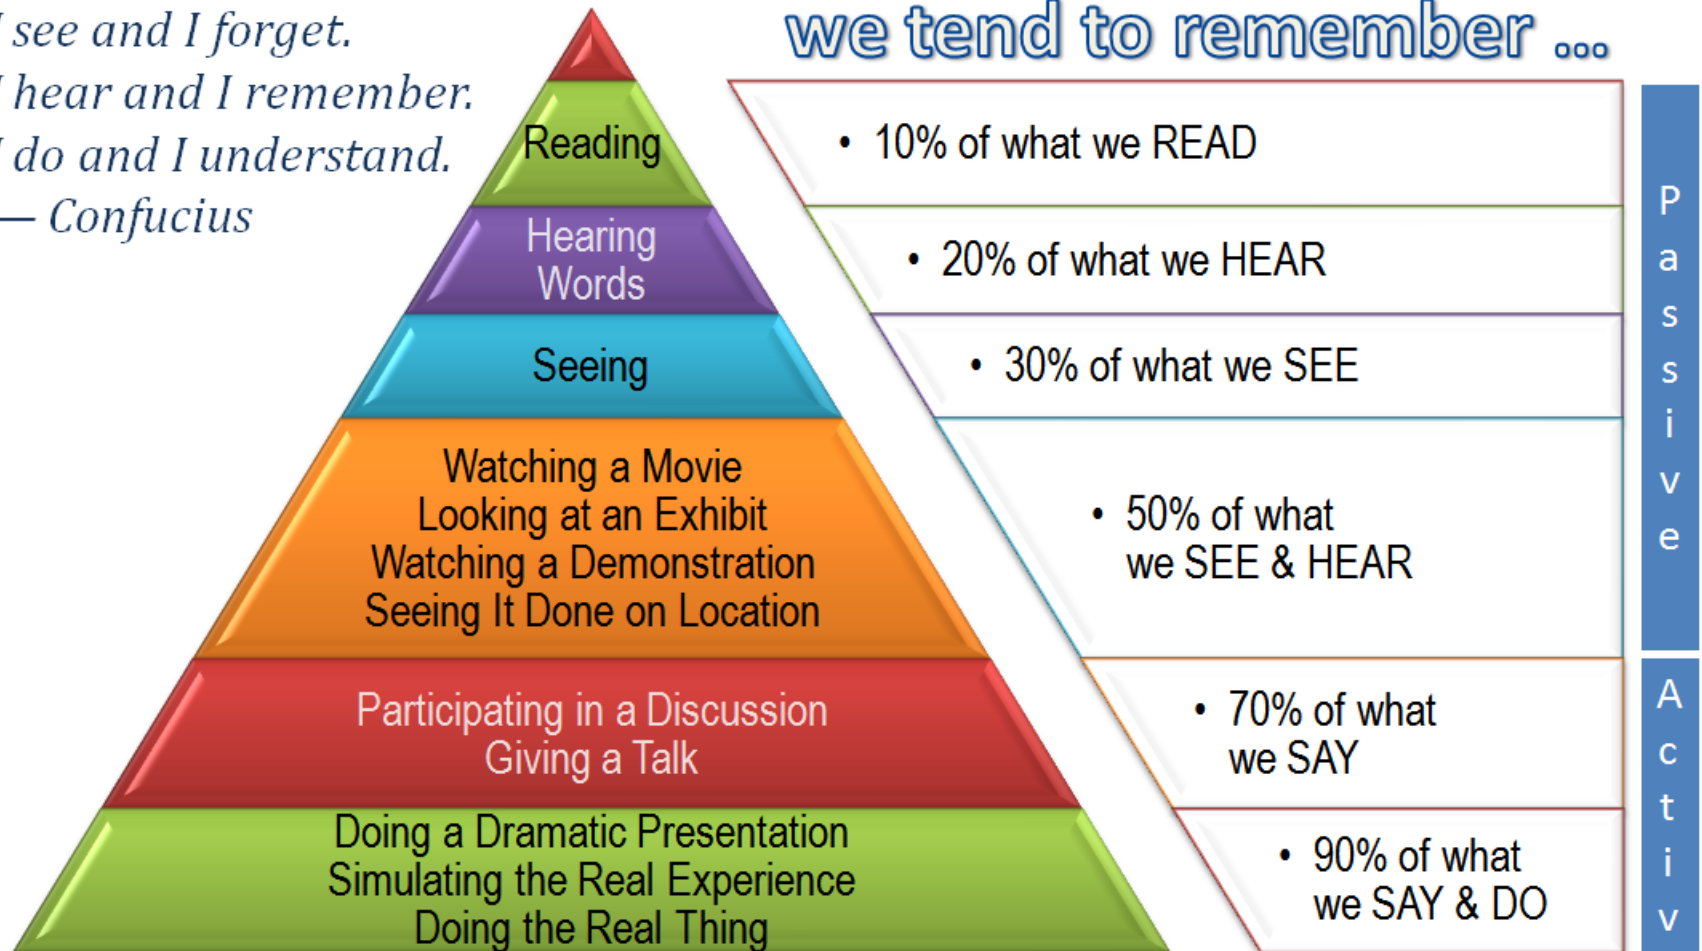 I see and I forget.
I hear and I remember.
I do and I understand.
— Confucius
we tend to remember ...
Reading
• 10% of what we READ
Hearing
Words
• 20% of what we HEAR
Seeing
• 30% of what we SEE
Watching a Movie
Looking at an Exhibit
Watching a Demonstration
Seeing It Done on Location
• 50% of what
we SEE & HEAR
Participating in a Discussion
Giving a Talk
• 70% of what
we SAY
Doing a Dramatic Presentation
Simulating the Real Experience
Doing the Real Thing
• 90% of what
we SAY & DO
Passive
Activ